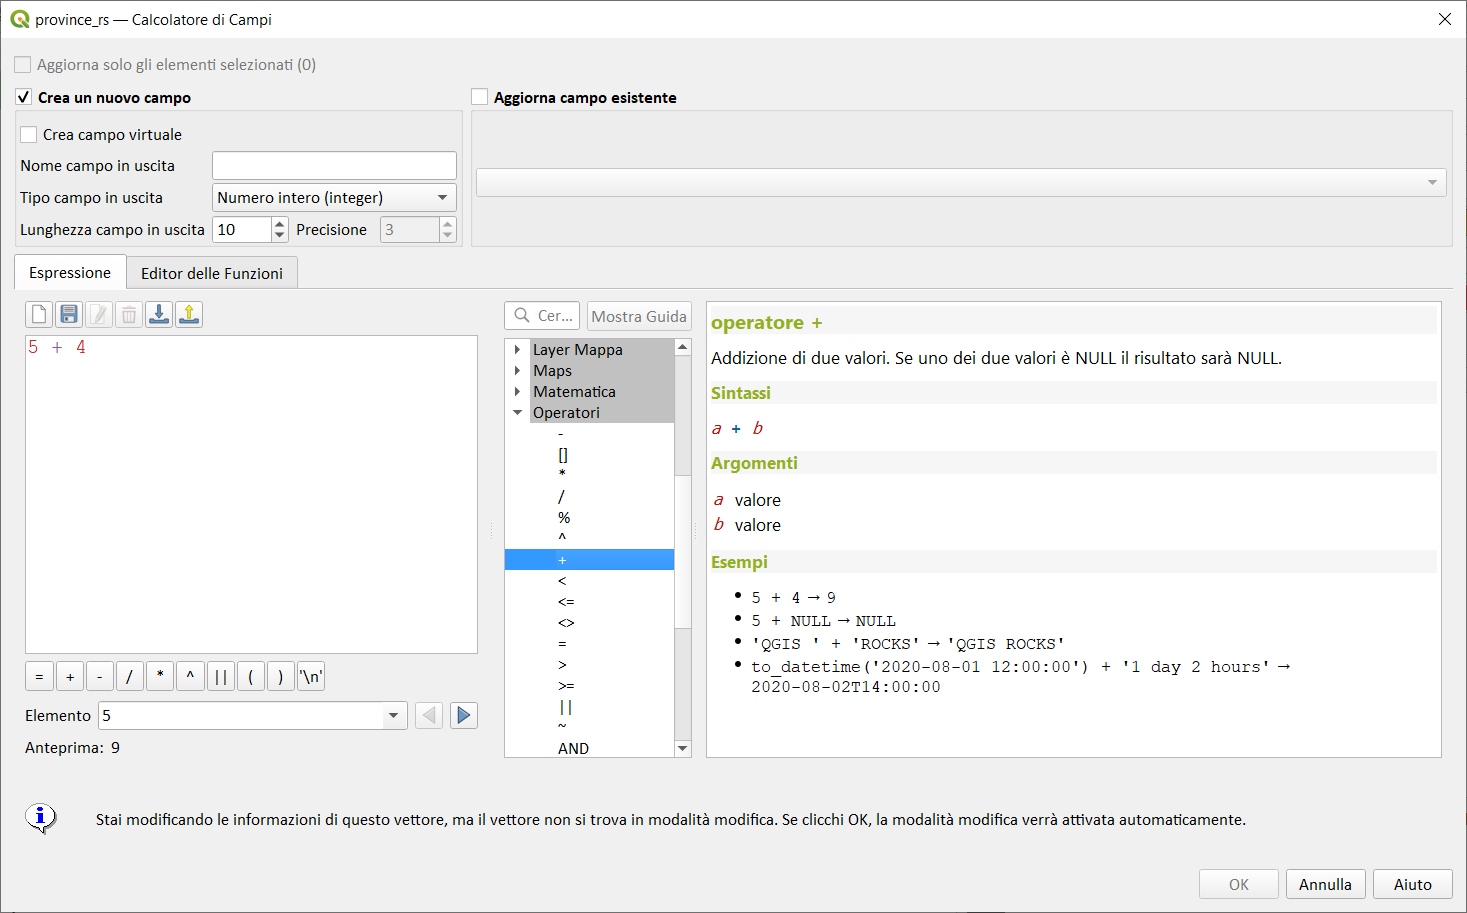 province_rs — Calcolatore di Campi
Aggiorna solo gli elementi selezionati (0)
Crea un nuovo campo
Aggiorna campo esistente
Crea campo virtuale
Nome campo in uscita
Tipo campo in uscita Numero intero (integer)
Lunghezza campo in uscita 10 Precisione 3
Espressione Editor delle Funzioni
Cer... Mostra Guida
5 + 4
= + - / * ^ || ( ) '\n'
Elemento 5
Anteprima: 9
Layer Mappa
Maps
Matematica
Operatori
-
[]
*
/
%
^
+
<
<=
<>
=
>
>=
||
~
AND
operatore +
Addizione di due valori. Se uno dei due valori è NULL il risultato sarà NULL.
Sintassi
a + b
Argomenti
a valore
b valore
Esempi
• 5 + 4 → 9
• 5 + NULL → NULL
• 'QGIS ' + 'ROCKS' → 'QGIS ROCKS'
• to_datetime('2020-08-01 12:00:00') + '1 day 2 hours' →
2020-08-02T14:00:00
Stai modificando le informazioni di questo vettore, ma il vettore non si trova in modalità modifica. Se clicchi OK, la modalità modifica verrà attivata automaticamente.
OK Annulla Aiuto